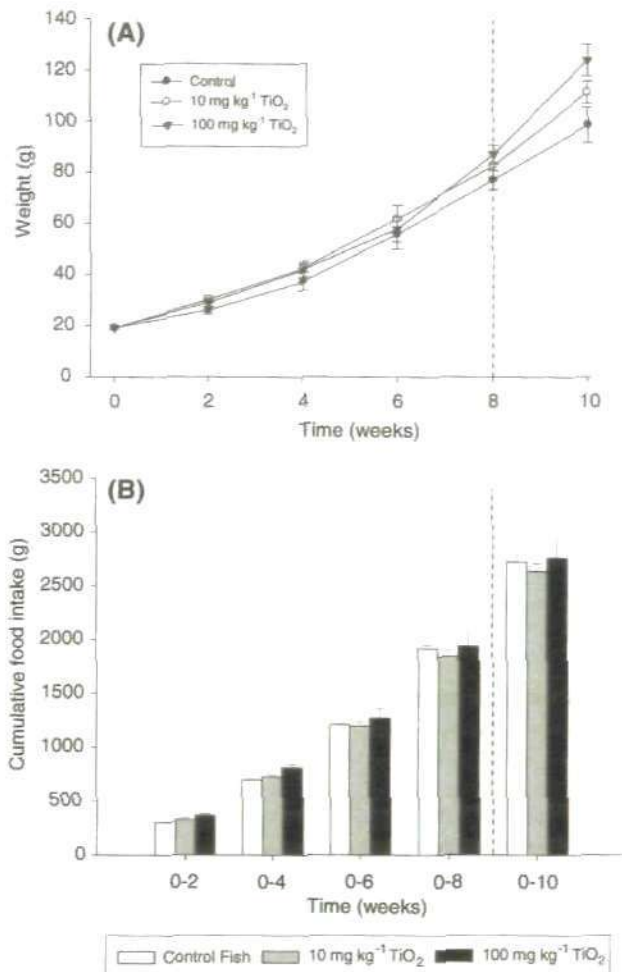 (A)
Control
10 mg kg⁻¹ TiO₂
100 mg kg⁻¹ TiO₂
Weight (g)
140
120
100
80
60
40
20
0
0 2 4 6 8 10
Time (weeks)
(B)
Cumulative food intake (g)
3500
3000
2500
2000
1500
1000
500
0
0-2 0-4 0-6 0-8 0-10
Time (weeks)
Control Fish 10 mg kg⁻¹ TiO₂ 100 mg kg⁻¹ TiO₂